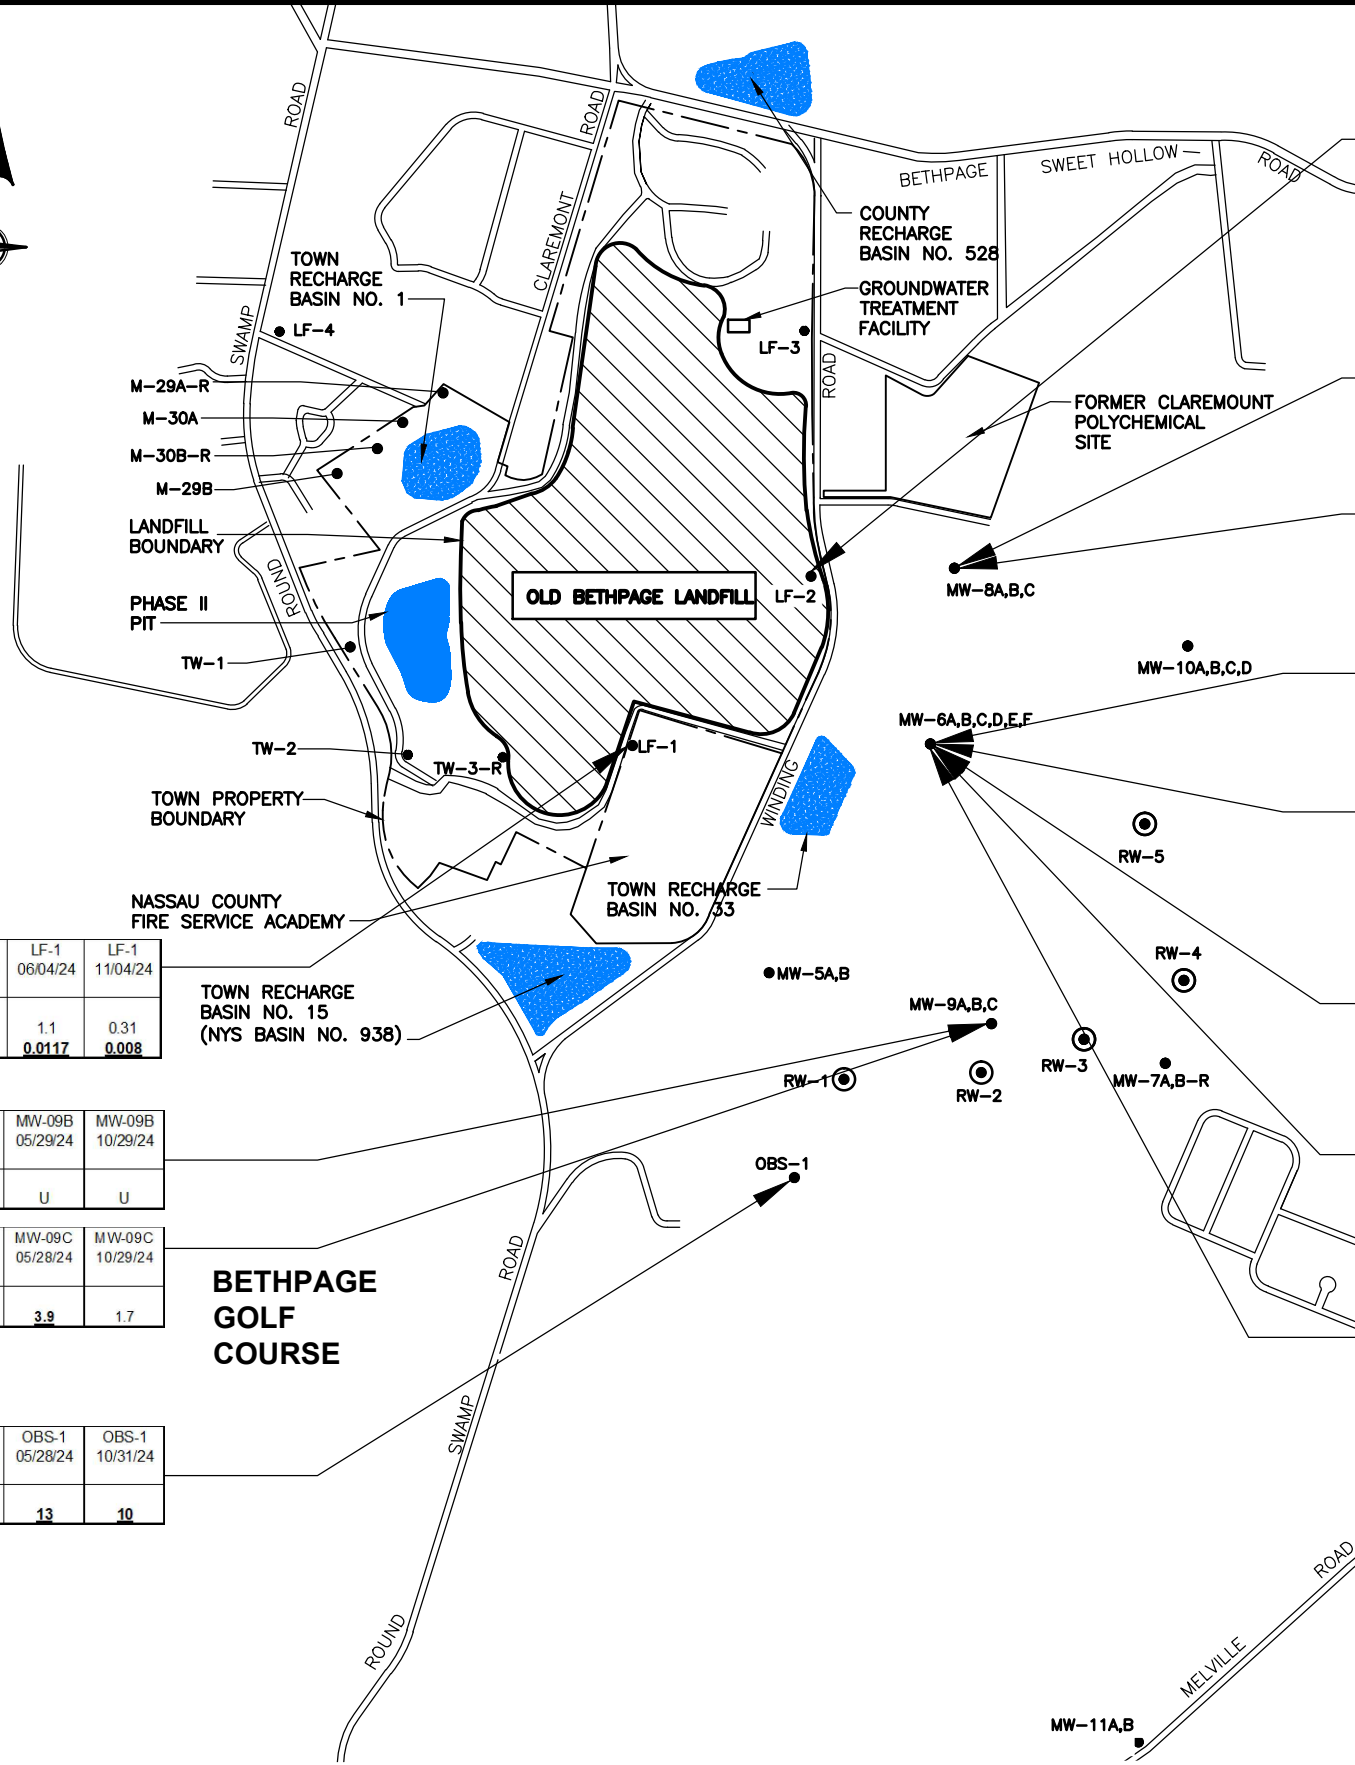 ROAD
ROAD
BETHPAGE
SWEET HOLLOW
ROAD
CLAREMONT
COUNTY
RECHARGE
BASIN NO. 528
TOWN
RECHARGE
BASIN NO. 1
GROUNDWATER
TREATMENT
FACILITY
SWAMP
LF-4
LF-3
ROAD
M-29A-R
M-30A
M-30B-R
M-29B
FORMER CLAREMOUNT
POLYCHEMICAL
SITE
LANDFILL
BOUNDARY
ROUND
OLD BETHPAGE LANDFILL
LF-2
MW-8A,B,C
PHASE II
PIT
TW-1
MW-10A,B,C,D
MW-6A,B,C,D,E,F
TW-2
TW-3-R
LF-1
WINDING
TOWN PROPERTY
BOUNDARY
RW-5
NASSAU COUNTY
FIRE SERVICE ACADEMY
TOWN RECHARGE
BASIN NO. 33
LF-1 LF-1
06/04/24 11/04/24
1.1 0.31
0.0117 0.008
TOWN RECHARGE
BASIN NO. 15
(NYS BASIN NO. 938)
MW-5A,B
RW-4
MW-9A,B,C
RW-1
RW-2
RW-3
MW-7A,B-R
MW-09B MW-09B
05/29/24 10/29/24
U U
OBS-1
MW-09C MW-09C
05/28/24 10/29/24
3.9 1.7
ROAD
BETHPAGE
GOLF
COURSE
SWAMP
OBS-1 OBS-1
05/28/24 10/31/24
13 10
ROUND
ROAD
MELVILLE
MW-11A,B